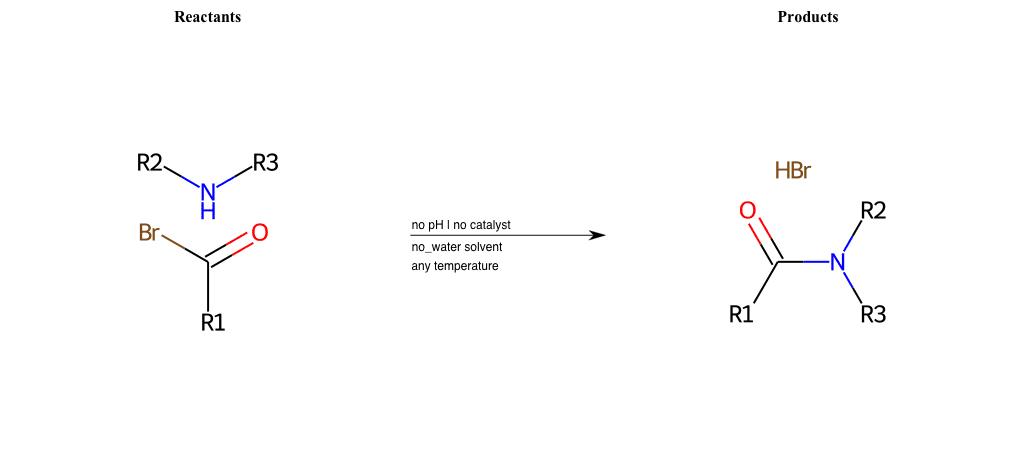 Reactants
Products
R2
R3
N
H
Br
O
R1
no pH | no catalyst
no_water solvent
any temperature
HBr
O
R2
N
R1
R3